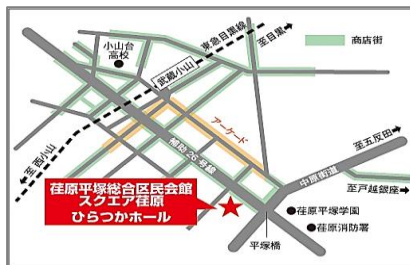 東急目黒線
至目黒
商店街
小山台
高校
武蔵小山
アーケード
至五反田
至 西小山
補助26号線
中原街道
至戸越銀座
荏原平塚総合区民会館
スクエア荏原
ひらつかホール
荏原平塚学園
荏原消防署
平塚橋